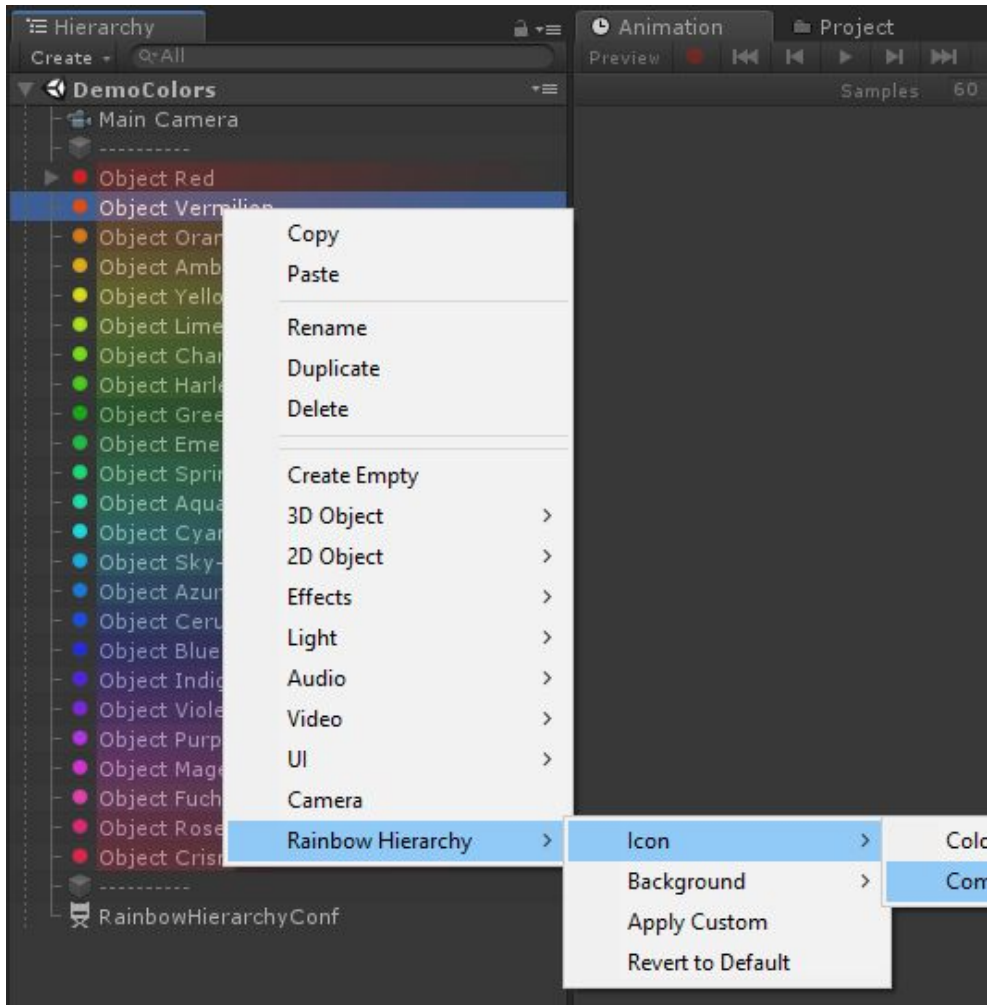 Hierarchy
Animation
Project
Create
All
Preview
DemoColors
Samples 60
Main Camera
----------
Object Red
Object Vermilion
Object Oran
Object Amb
Object Yello
Object Lime
Object Char
Object Harle
Object Gree
Object Eme
Object Sprin
Object Aqua
Object Cyan
Object Sky-
Object Azur
Object Ceru
Object Blue
Object Indig
Object Viole
Object Purp
Object Mage
Object Fuch
Object Rose
Object Crism
----------
RainbowHierarchyConf
Copy
Paste
Rename
Duplicate
Delete
Create Empty
3D Object
2D Object
Effects
Light
Audio
Video
UI
Camera
Rainbow Hierarchy
Icon
Background
Apply Custom
Revert to Default
Colo
Com